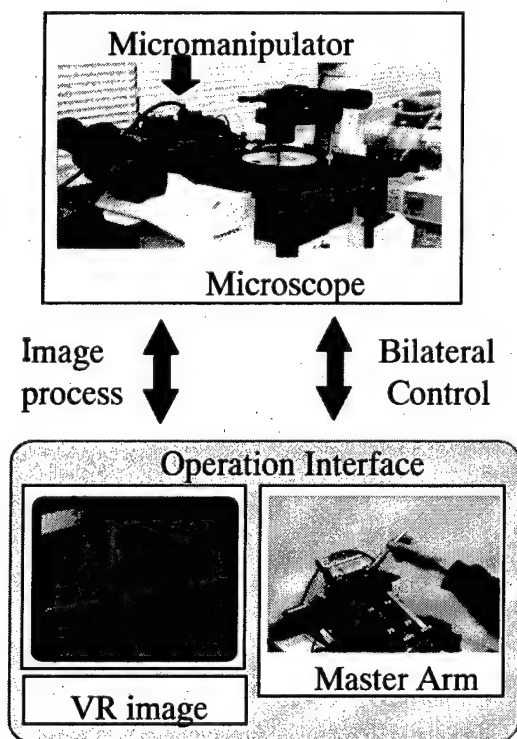 Micromanipulator
Microscope
Image
process
Bilateral
Control
Operation Interface
VR image
Master Arm